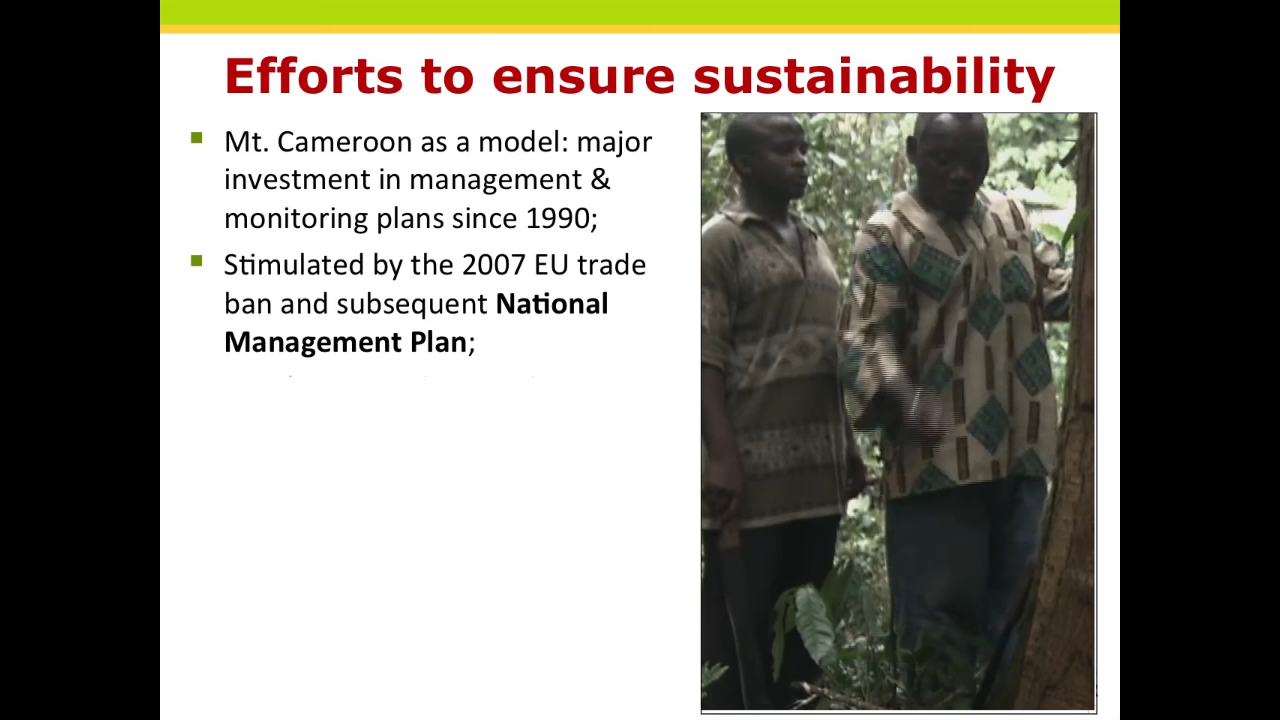 Efforts to ensure sustainability
Mt. Cameroon as a model: major
investment in management &
monitoring plans since 1990;
Stimulated by the 2007 EU trade
ban and subsequent National
Management Plan;